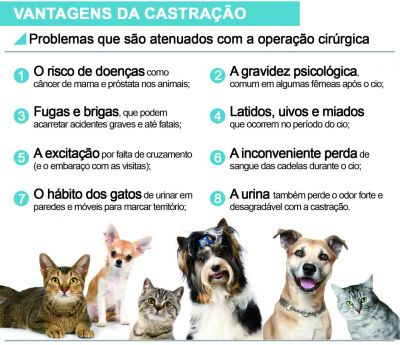 VANTAGENS DA CASTRAÇÃO
Problemas que são atenuados com a operação cirúrgica
1 O risco de doenças como
câncer de mama e próstata nos animais;
2 A gravidez psicológica,
comum em algumas fêmeas após o cio;
3 Fugas e brigas, que podem
acarretar acidentes graves e até fatais;
4 Latidos, uivos e miados
que ocorrem no período do cio;
5 A excitação por falta de cruzamento
(e o embaraço com as visitas);
6 A inconveniente perda de
sangue das cadelas durante o cio;
7 O hábito dos gatos de urinar em
paredes e móveis para marcar território;
8 A urina também perde o odor forte e
desagradável com a castração.